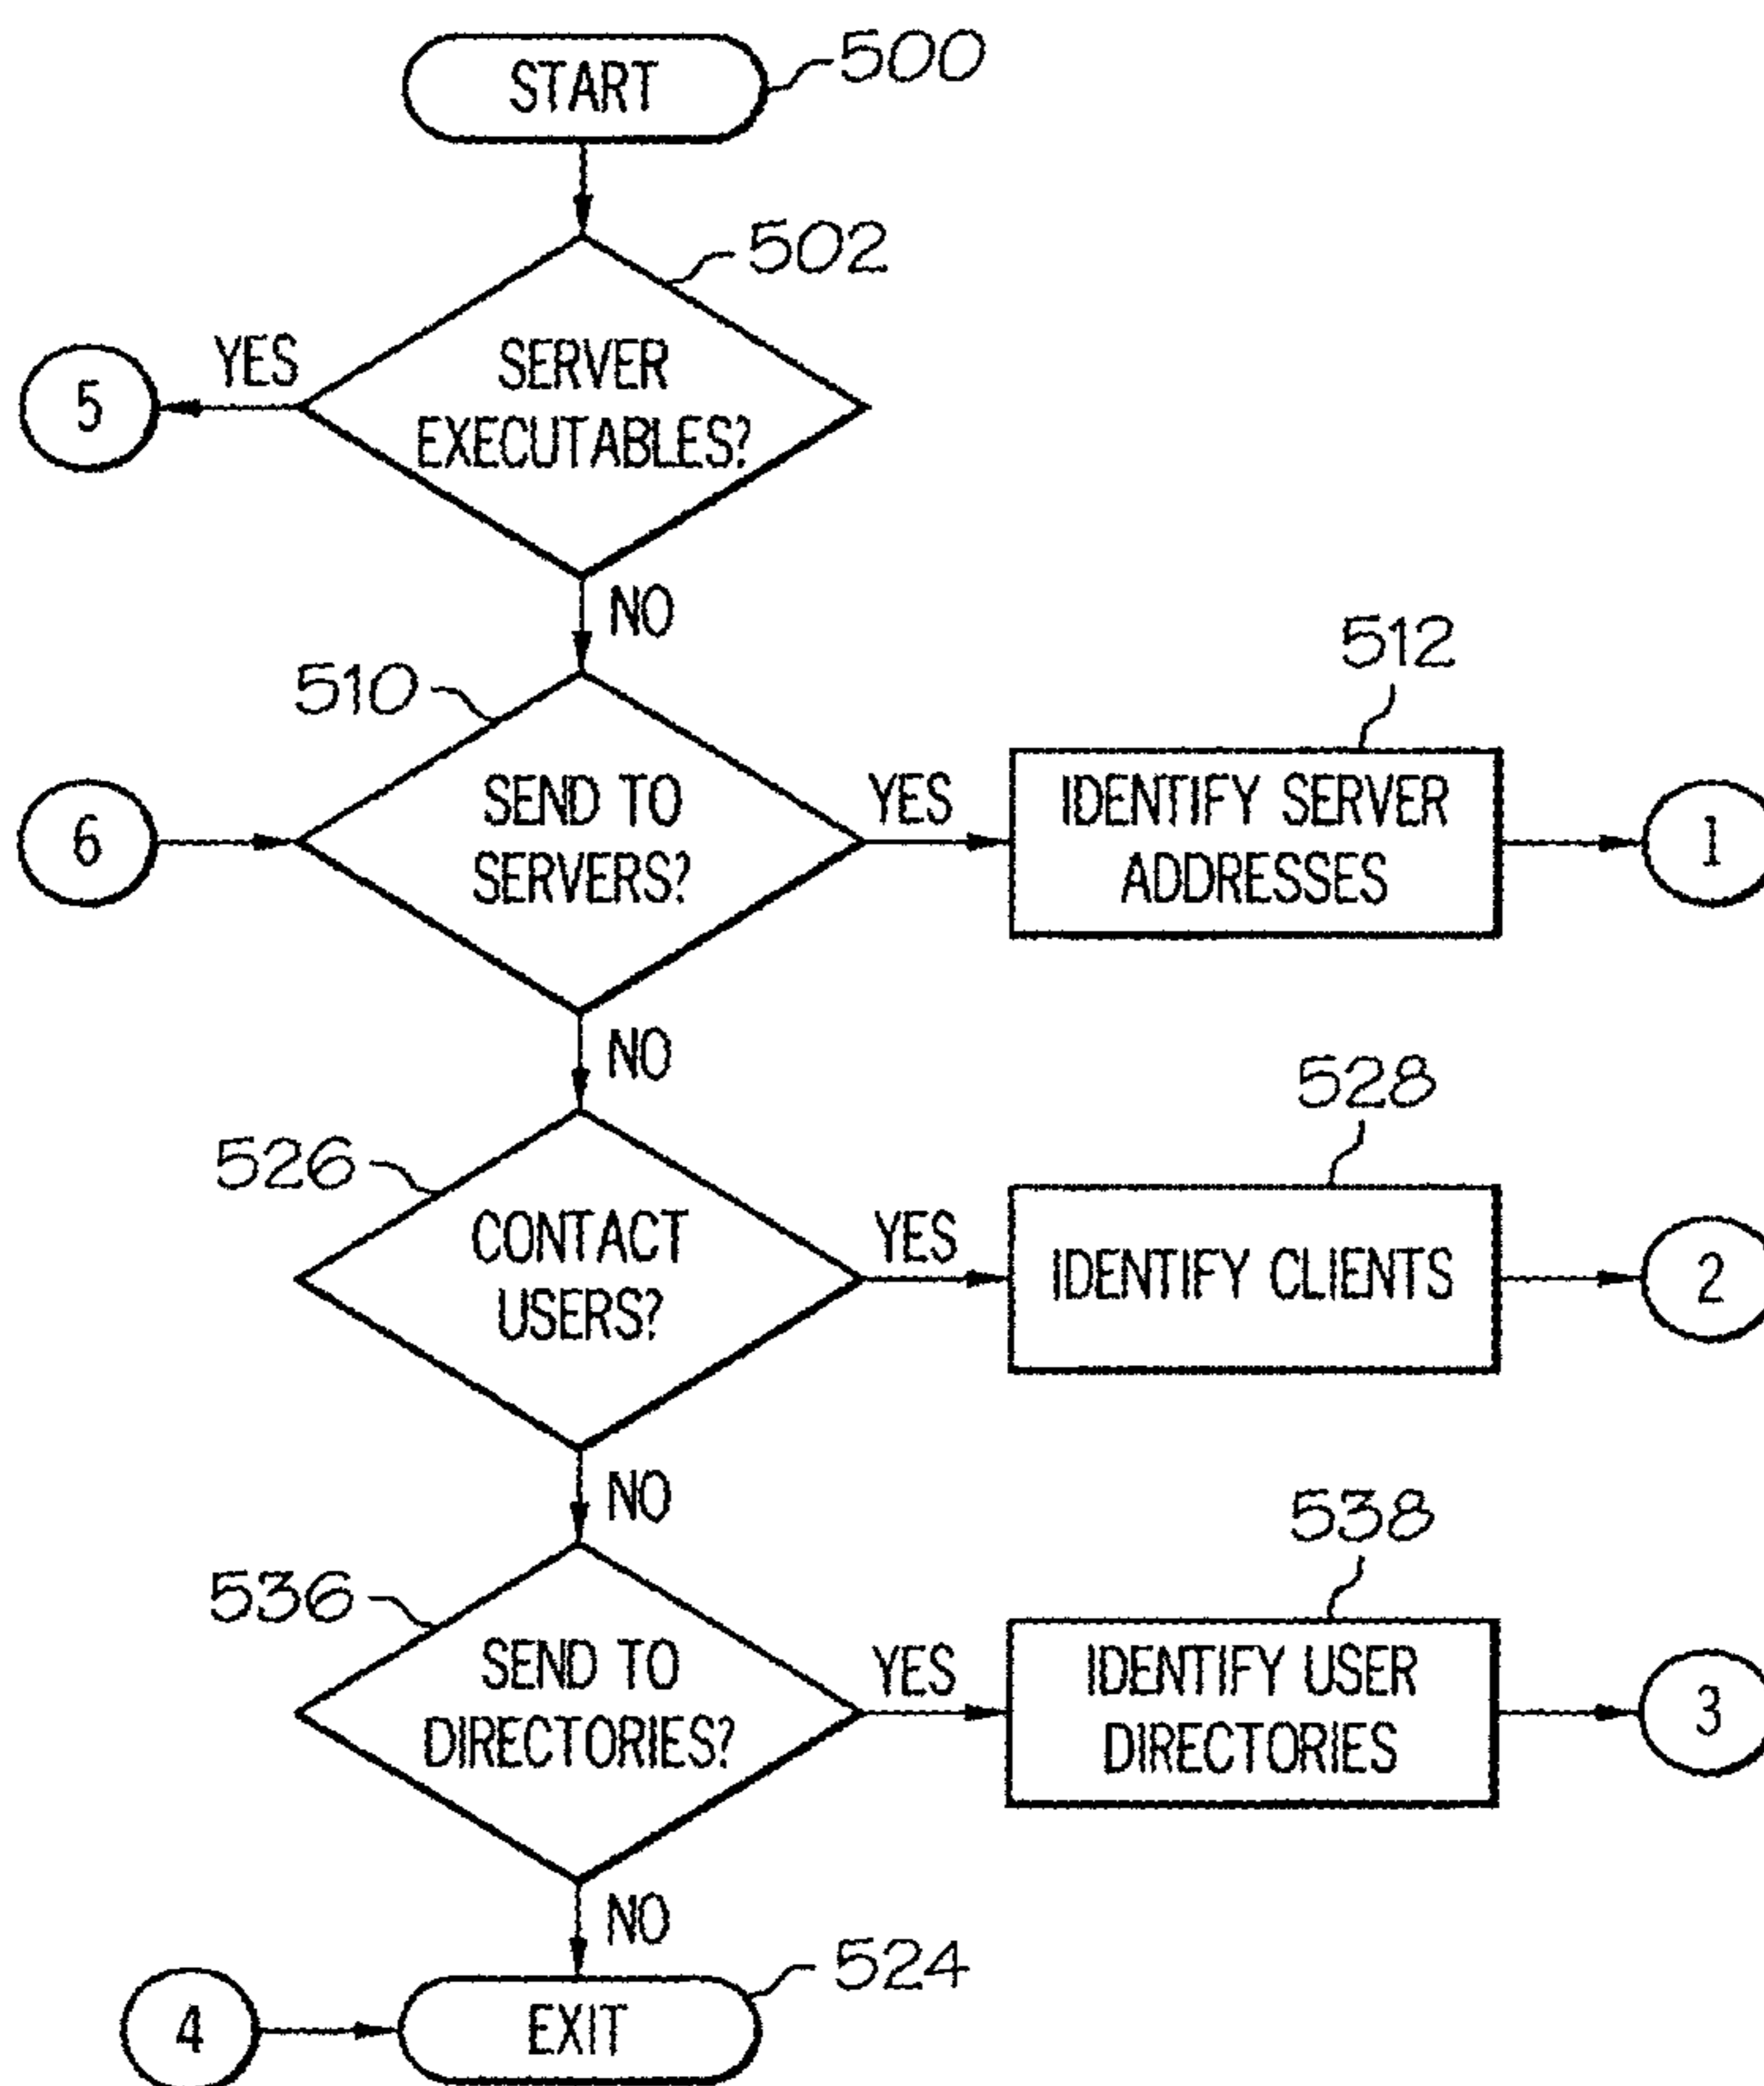 START
500
502
SERVER
EXECUTABLES?
YES
5
NO
510
512
6
SEND TO
SERVERS?
YES
IDENTIFY SERVER
ADDRESSES
1
NO
526
528
CONTACT
USERS?
YES
IDENTIFY CLIENTS
2
NO
536
538
SEND TO
DIRECTORIES?
YES
IDENTIFY USER
DIRECTORIES
3
NO
524
4
EXIT